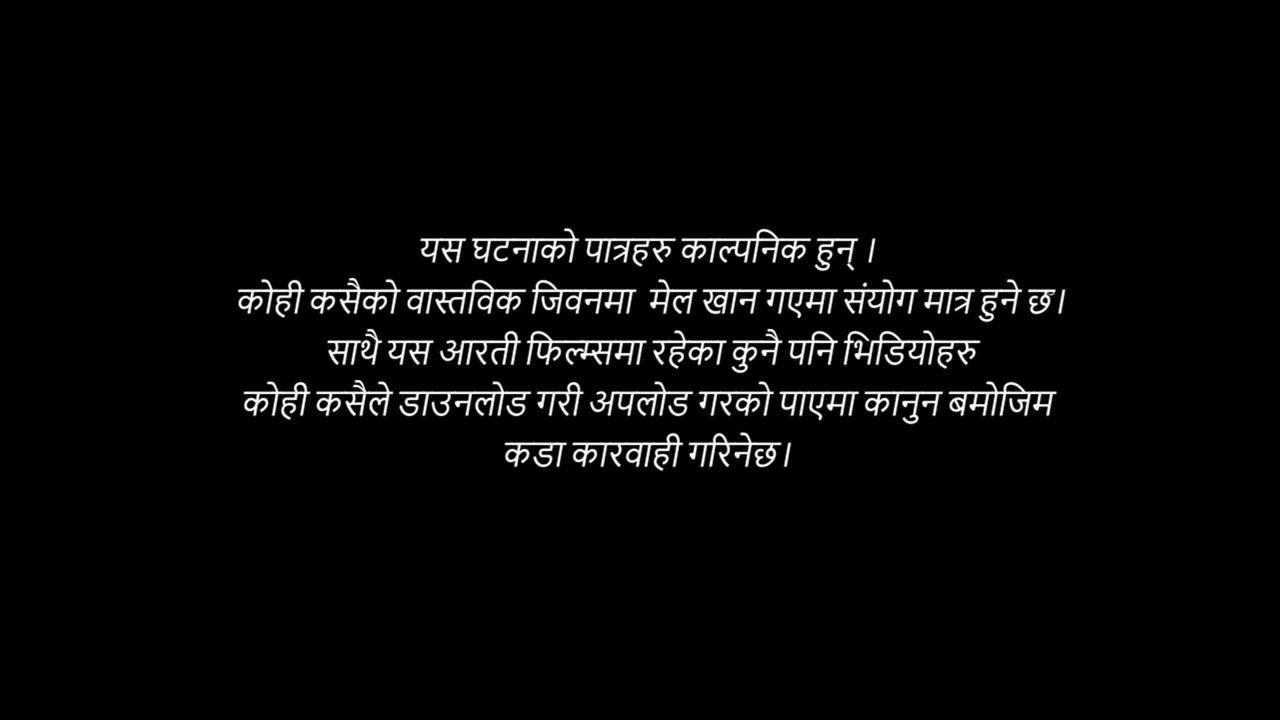 यस घटनाको पात्रहरु काल्पनिक हुन् ।
कोही कसैको वास्तविक जिवनमा मेल खान गएमा संयोग मात्र हुने छ।
साथै यस आरती फिल्म्समा रहेका कुनै पनि भिडियोहरु
कोही कसैले डाउनलोड गरी अपलोड गरको पाएमा कानुन बमोजिम
कडा कारवाही गरिनेछ।